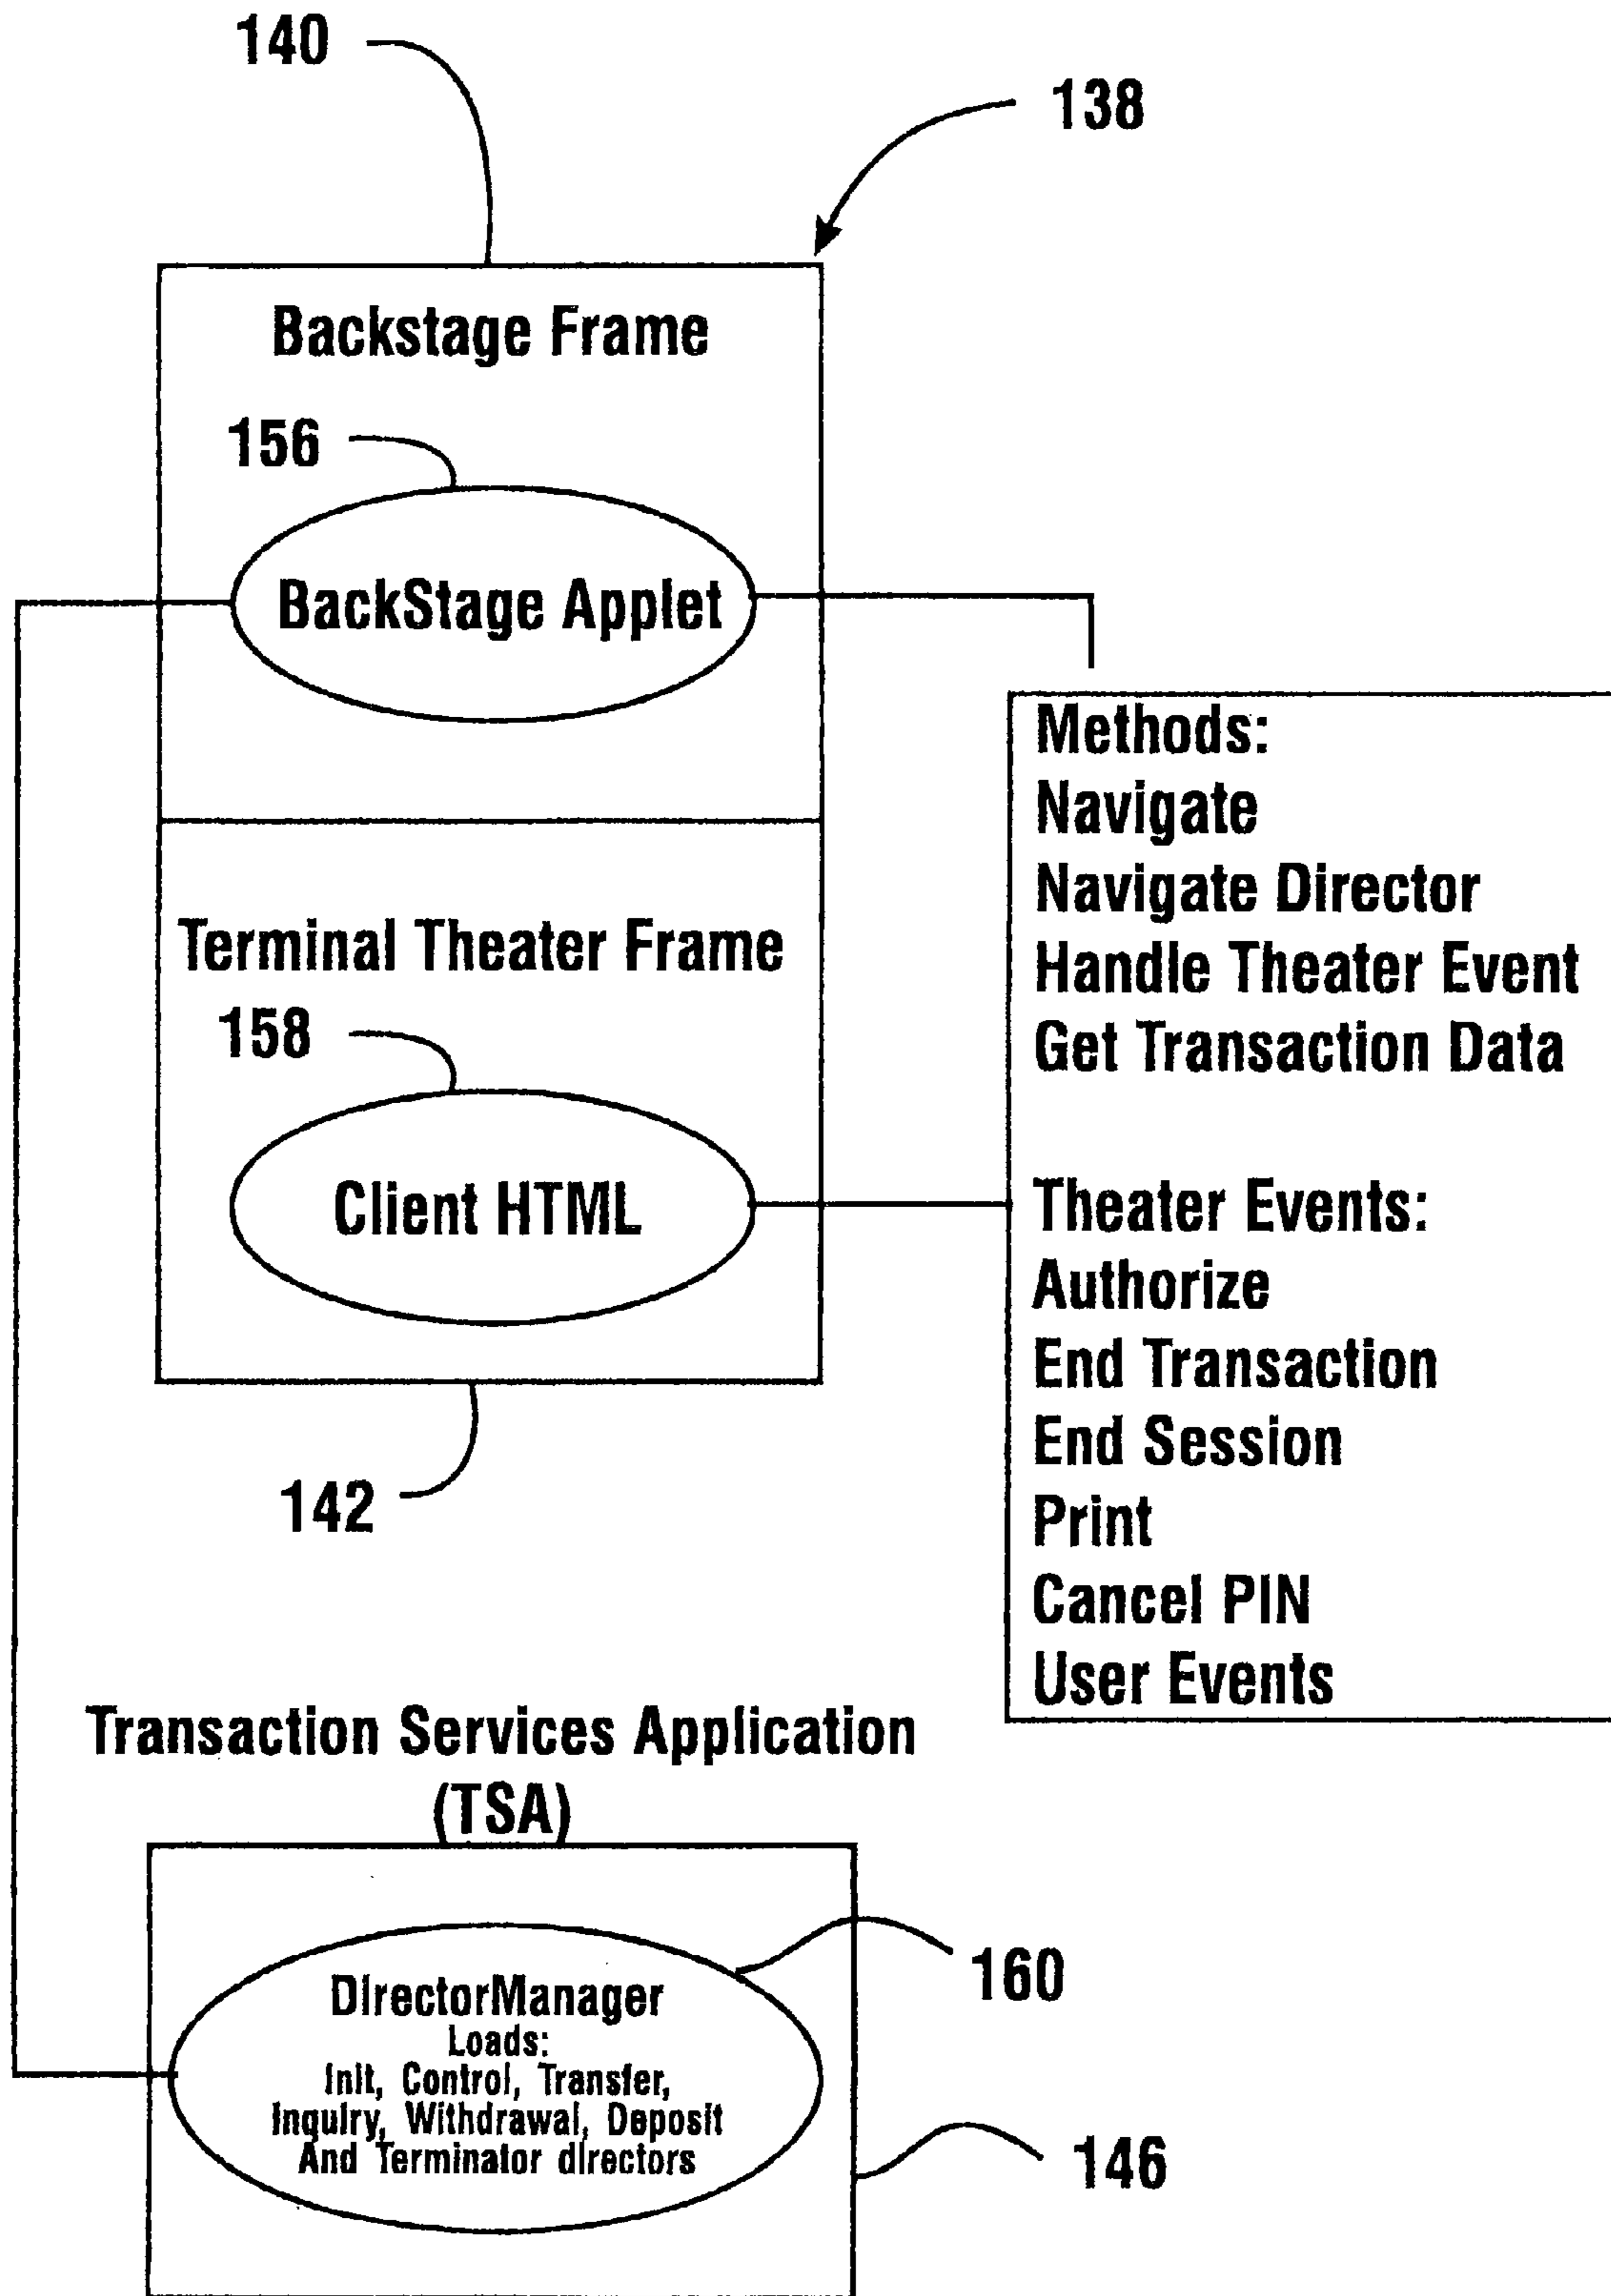 140
138
Backstage Frame
156
BackStage Applet
Methods:
Navigate
Navigate Director
Handle Theater Event
Get Transaction Data
Terminal Theater Frame
158
Client HTML
Theater Events:
Authorize
End Transaction
End Session
Print
Cancel PIN
User Events
142
Transaction Services Application
(TSA)
160
DirectorManager
Loads:
Init, Control, Transfer,
Inquiry, Withdrawal, Deposit
And Terminator directors
146